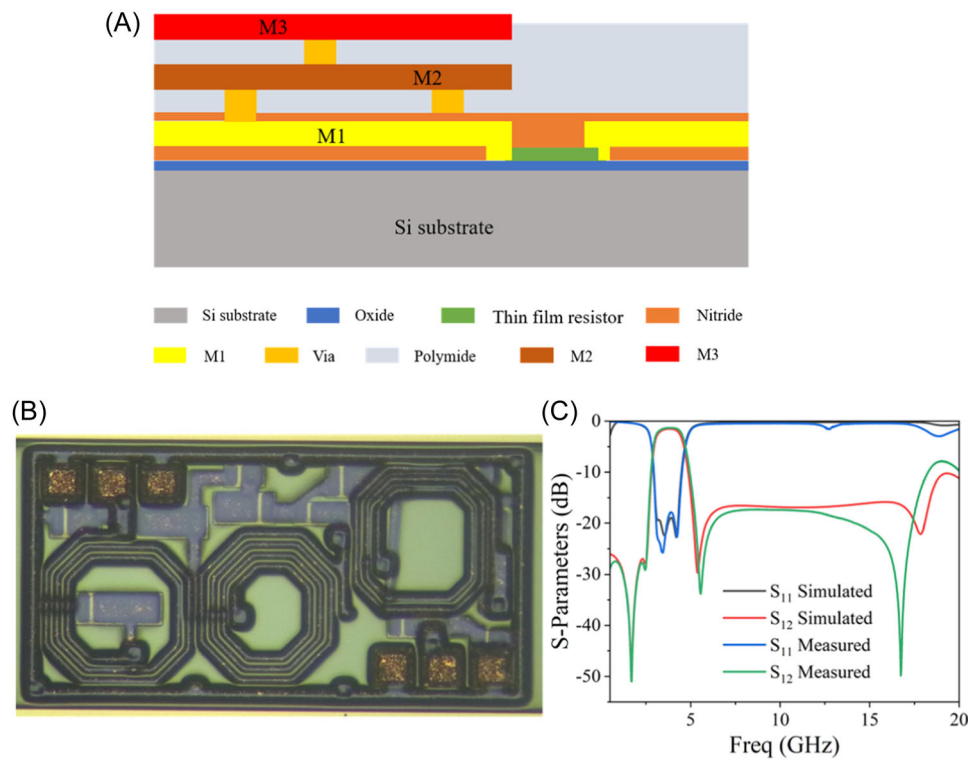 (A)
M3
M2
M1
Si substrate
Si substrate
Oxide
Thin film resistor
Nitride
M1
Via
Polymide
M2
M3
(B)
(C)
0
-10
-20
-30
-40
-50
S-Parameters (dB)
S11 Simulated
S12 Simulated
S11 Measured
S12 Measured
5
10
15
20
Freq (GHz)